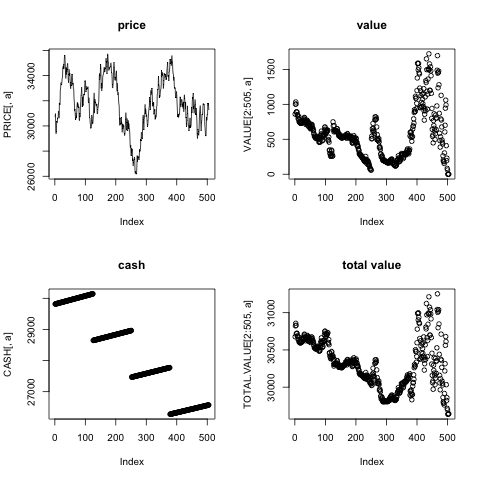 price
PRICE[, a]
26000 30000 34000
0 100 200 300 400 500
Index
value
VALUE[2:505, a]
0 500 1000 1500
0 100 200 300 400 500
Index
cash
CASH[, a]
27000 29000
0 100 200 300 400 500
Index
total value
TOTAL.VALUE[2:505, a]
30000 30500 31000
0 100 200 300 400 500
Index